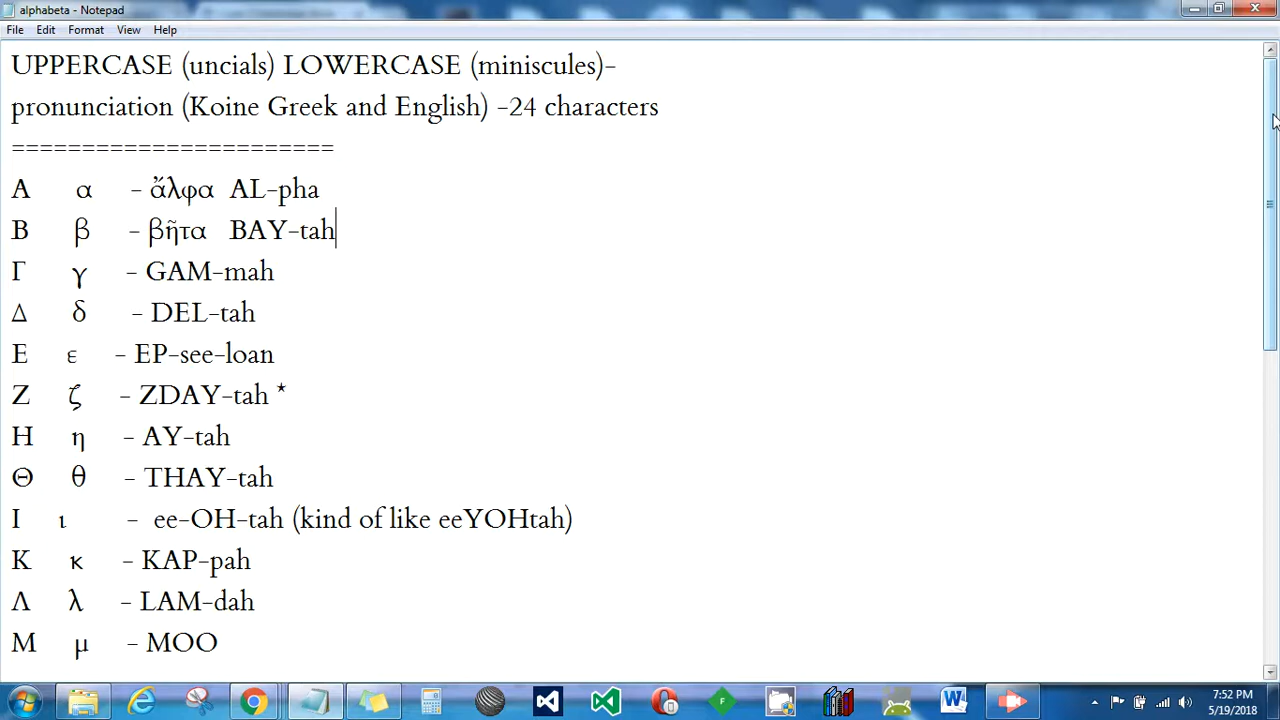 alphabeta - Notepad
File Edit Format View Help
UPPERCASE (uncials) LOWERCASE (miniscules)-
pronunciation (Koine Greek and English) -24 characters
=======================
Α α - ἄλφα AL-pha
Β β - βῆτα BAY-tah
Γ γ - GAM-mah
Δ δ - DEL-tah
Ε ε - EP-see-loan
Ζ ζ - ZDAY-tah *
Η η - AY-tah
Θ θ - THAY-tah
Ι ι - ee-OH-tah (kind of like eeYOHtah)
Κ κ - KAP-pah
Λ λ - LAM-dah
Μ μ - MOO
7:52 PM
5/19/2018